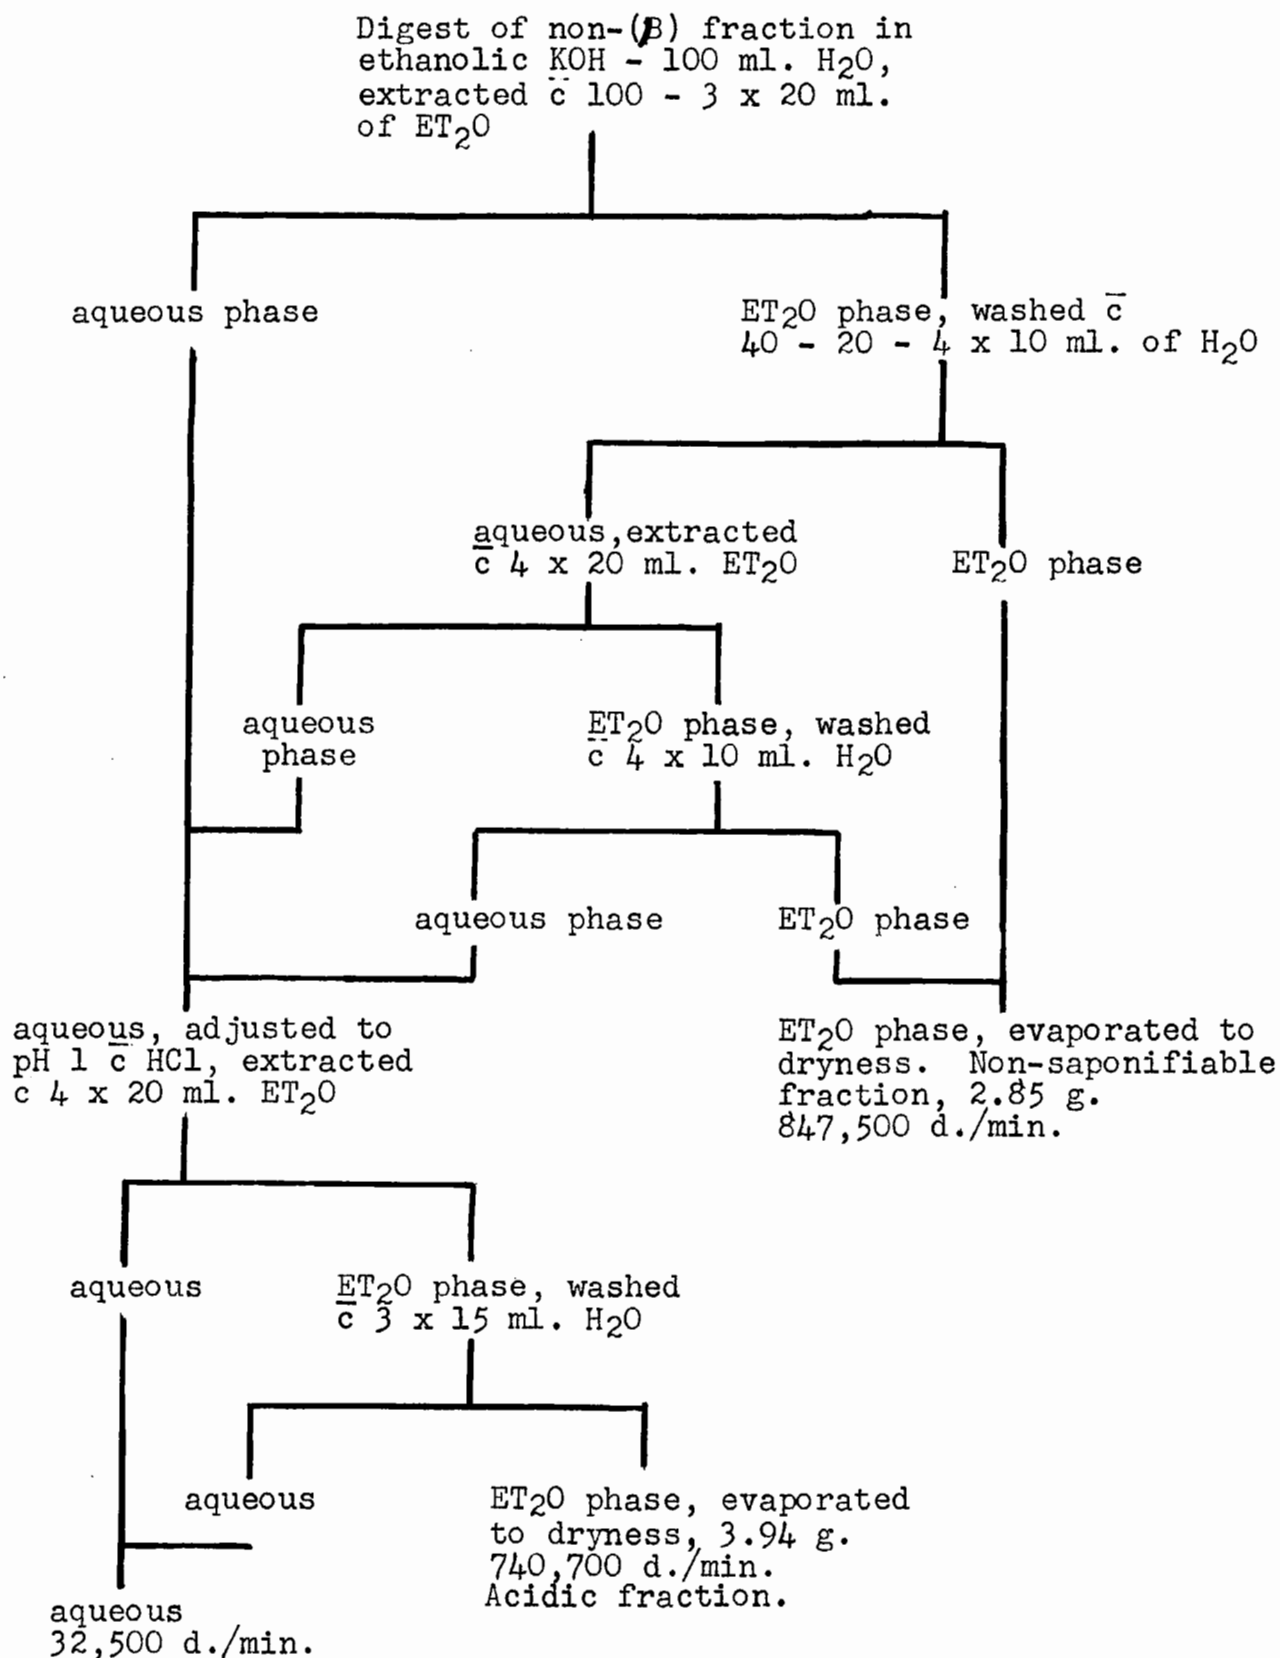 Digest of non-(β) fraction in
ethanolic KOH - 100 ml. H₂O,
extracted c̄ 100 - 3 x 20 ml.
of ET₂O
aqueous phase
ET₂O phase, washed c̄
40 - 20 - 4 x 10 ml. of H₂O
aqueous,extracted
c̄ 4 x 20 ml. ET₂O
ET₂O phase
aqueous
phase
ET₂O phase, washed
c̄ 4 x 10 ml. H₂O
aqueous phase
ET₂O phase
aqueous, adjusted to
pH 1 c̄ HCl, extracted
c 4 x 20 ml. ET₂O
ET₂O phase, evaporated to
dryness. Non-saponifiable
fraction, 2.85 g.
847,500 d./min.
aqueous
ET₂O phase, washed
c̄ 3 x 15 ml. H₂O
aqueous
ET₂O phase, evaporated
to dryness, 3.94 g.
740,700 d./min.
Acidic fraction.
aqueous
32,500 d./min.